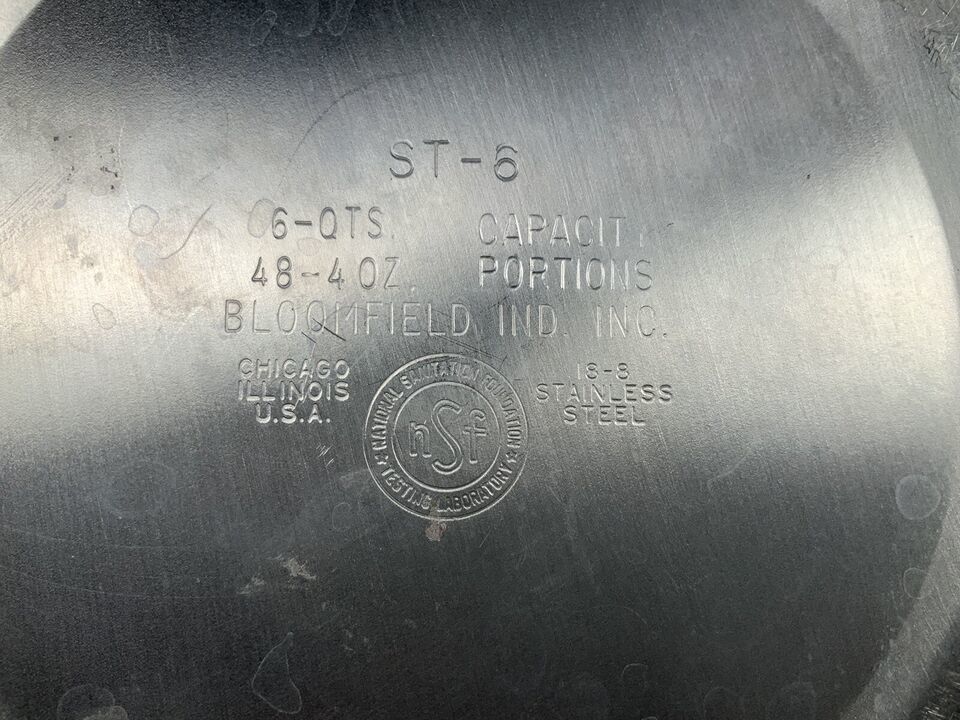 ST-6
6-QTS. CAPACITY
48-4 OZ. PORTIONS
BLOOMFIELD IND. INC.
CHICAGO
ILLINOIS
U.S.A.
NATIONAL SANITATION FOUNDATION
nSf
TESTING LABORATORY
18-8
STAINLESS
STEEL